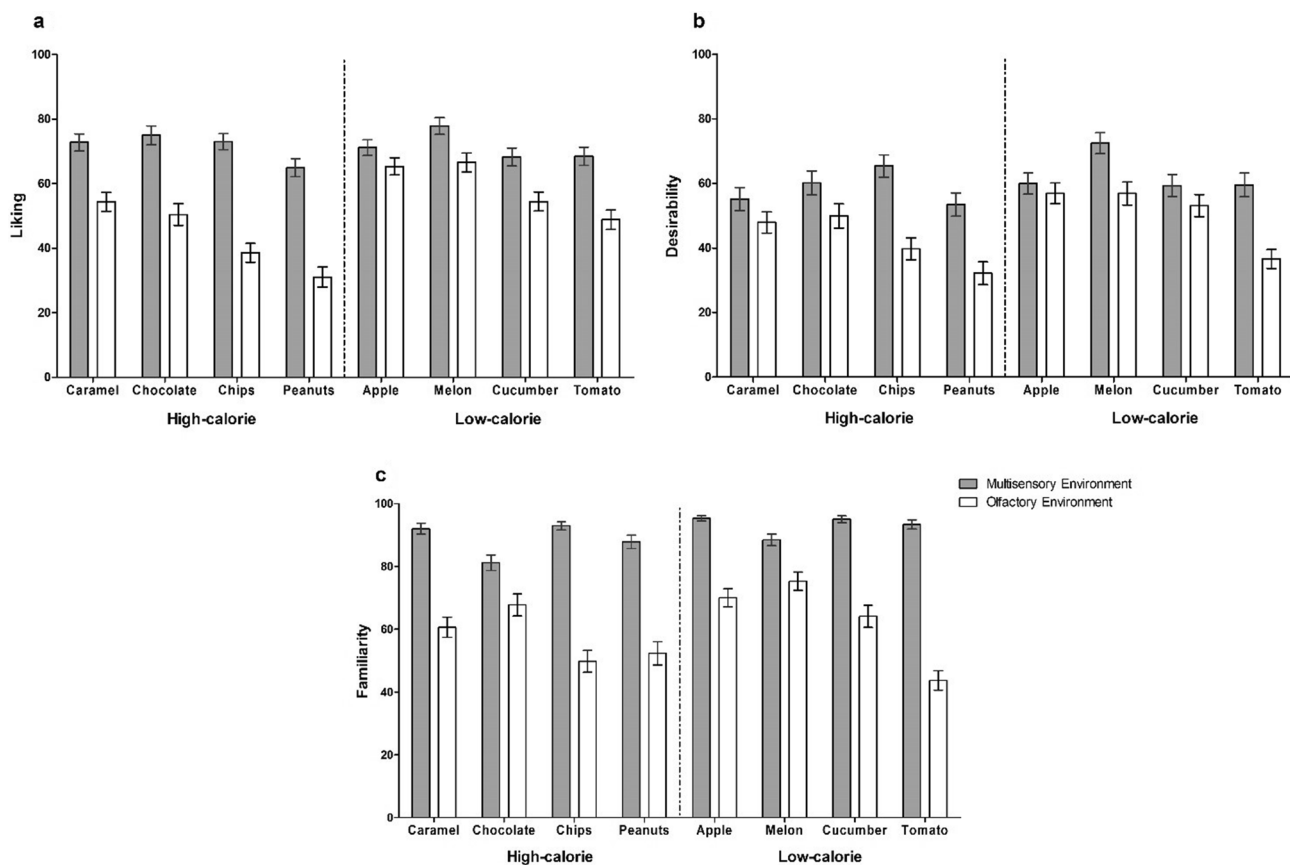 a
100
80
60
40
20
0
Liking
Caramel Chocolate Chips Peanuts Apple Melon Cucumber Tomato
High-calorie Low-calorie
b
100
80
60
40
20
0
Desirability
Caramel Chocolate Chips Peanuts Apple Melon Cucumber Tomato
High-calorie Low-calorie
c
Multisensory Environment
Olfactory Environment
100
80
60
40
20
0
Familiarity
Caramel Chocolate Chips Peanuts Apple Melon Cucumber Tomato
High-calorie Low-calorie